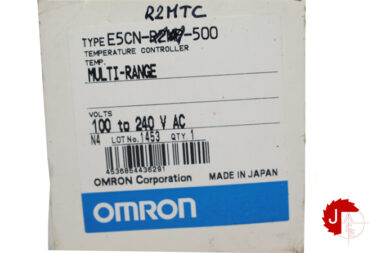 R2MTC
TYPE E5CN--500
TEMPERATURE CONTROLLER
TEMP.
MULTI-RANGE
VOLTS
100 to 240 V AC
N4 LOT No. 1453 QTY 1
4536854436291
OMRON Corporation MADE IN JAPAN
OMRON
J